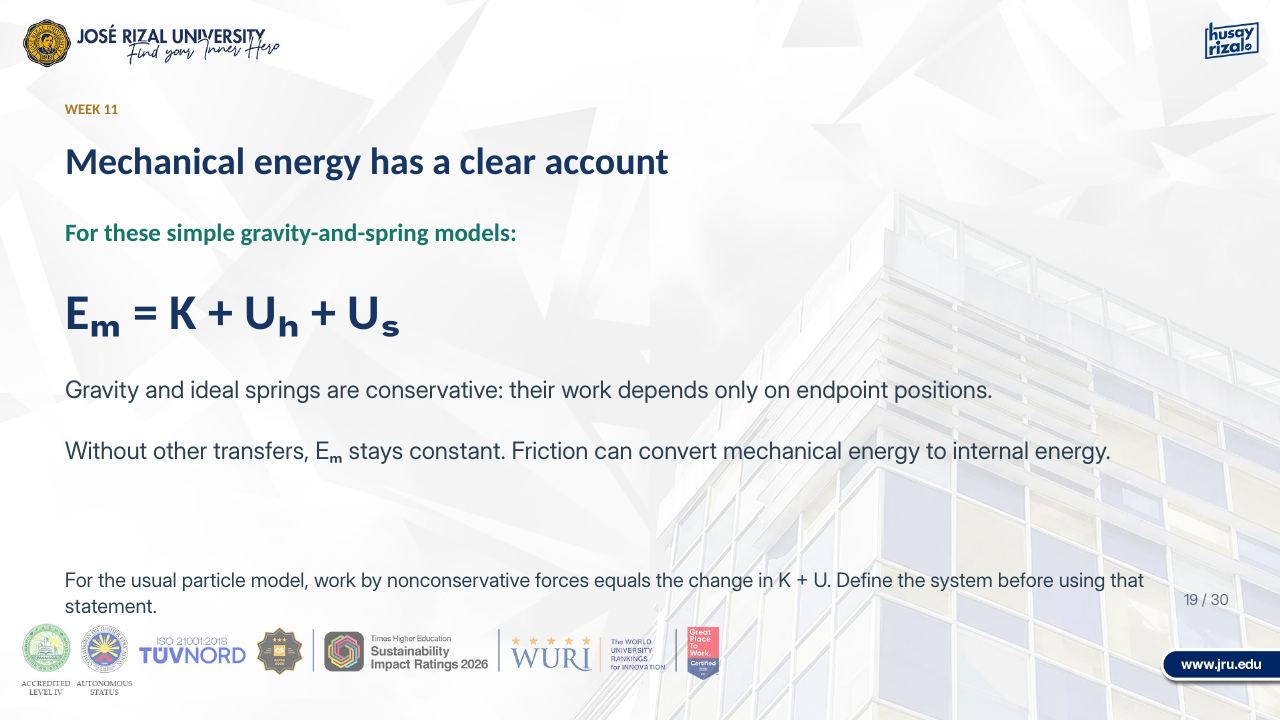 JOSÉ RIZAL UNIVERSITY
Find your Inner Hero
husay
rizal
WEEK 11
Mechanical energy has a clear account
For these simple gravity-and-spring models:
Eₘ = K + Uₕ + Uₛ
Gravity and ideal springs are conservative: their work depends only on endpoint positions.
Without other transfers, Eₘ stays constant. Friction can convert mechanical energy to internal energy.
For the usual particle model, work by nonconservative forces equals the change in K + U. Define the system before using that
statement.
19 / 30
ACCREDITED
LEVEL IV
AUTONOMOUS
STATUS
ISO 21001:2018
TÜVNORD
Times Higher Education
Sustainability
Impact Ratings 2026
WURI
The WORLD
UNIVERSITY
RANKINGS
for INNOVATION
Great
Place
To
Work.
Certified
www.jru.edu